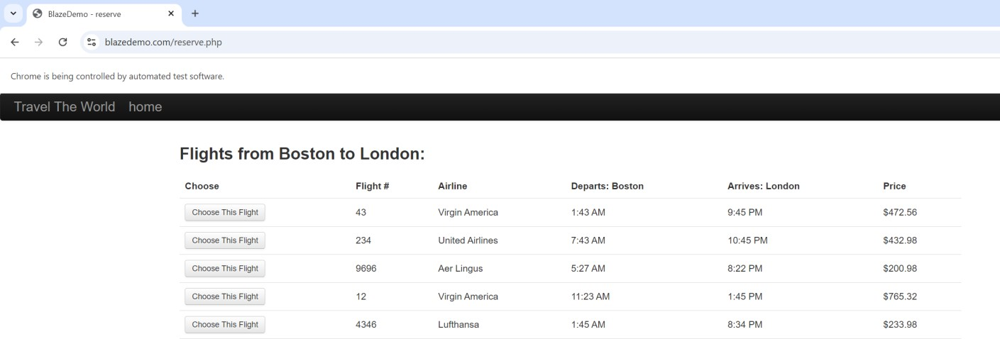 BlazeDemo - reserve
blazedemo.com/reserve.php
Chrome is being controlled by automated test software.
Travel The World home
Flights from Boston to London:
Choose Flight # Airline Departs: Boston Arrives: London Price
Choose This Flight 43 Virgin America 1:43 AM 9:45 PM $472.56
Choose This Flight 234 United Airlines 7:43 AM 10:45 PM $432.98
Choose This Flight 9696 Aer Lingus 5:27 AM 8:22 PM $200.98
Choose This Flight 12 Virgin America 11:23 AM 1:45 PM $765.32
Choose This Flight 4346 Lufthansa 1:45 AM 8:34 PM $233.98